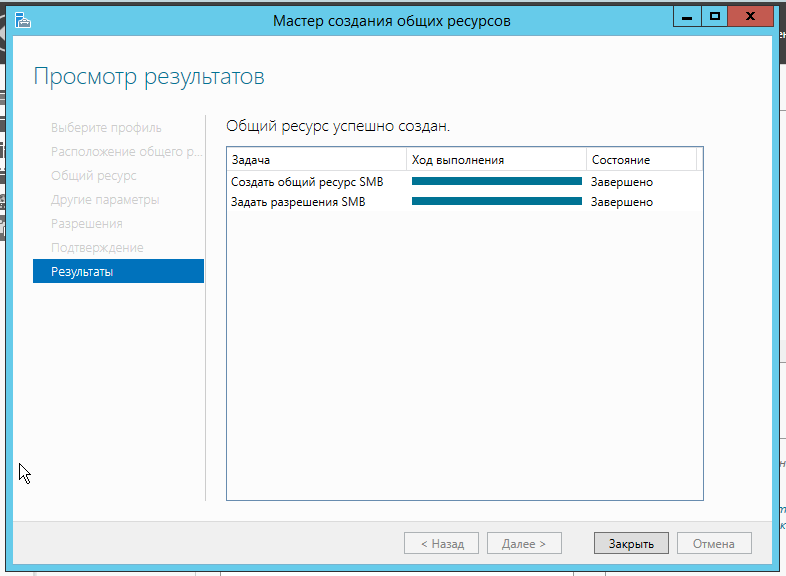 Мастер создания общих ресурсов
Просмотр результатов
Выберите профиль
Расположение общего р...
Общий ресурс
Другие параметры
Разрешения
Подтверждение
Результаты
Общий ресурс успешно создан.
Задача Ход выполнения Состояние
Создать общий ресурс SMB Завершено
Задать разрешения SMB Завершено
< Назад Далее > Закрыть Отмена